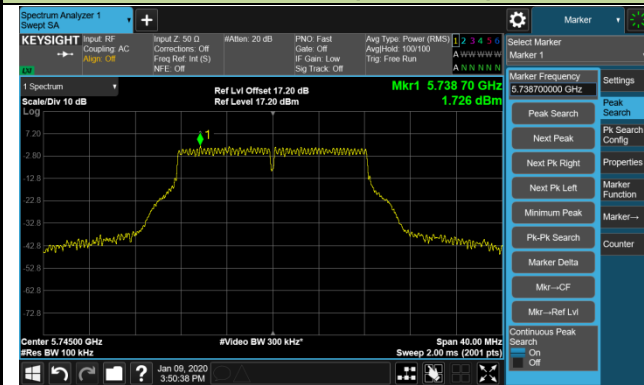 Spectrum Analyzer 1
Swept SA
Marker
KEYSIGHT
Input: RF
Coupling: AC
Align: Off
Input Z: 50 Ω
Corrections: Off
Freq Ref: Int (S)
NFE: Off
#Atten: 20 dB
PNO: Fast
Gate: Off
IF Gain: Low
Sig Track: Off
Avg Type: Power (RMS)
Avg|Hold: 100/100
Trig: Free Run
1 2 3 4 5 6
A W W W W W
A N N N N N
LXI
Select Marker
Marker 1
1 Spectrum
Scale/Div 10 dB
Log
Ref Lvl Offset 17.20 dB
Ref Level 17.20 dBm
Mkr1 5.738 70 GHz
1.726 dBm
7.20
-2.80
-12.8
-22.8
-32.8
-42.8
-52.8
-62.8
-72.8
1
Center 5.74500 GHz
#Res BW 100 kHz
#Video BW 300 kHz*
Span 40.00 MHz
Sweep 2.00 ms (2001 pts)
Marker Frequency
5.738700000 GHz
Peak Search
Next Peak
Next Pk Right
Next Pk Left
Minimum Peak
Pk-Pk Search
Marker Delta
Mkr→CF
Mkr→Ref Lvl
Continuous Peak
Search
On
Off
Settings
Peak
Search
Pk Search
Config
Properties
Marker
Function
Marker→
Counter
?
Jan 09, 2020
3:50:38 PM